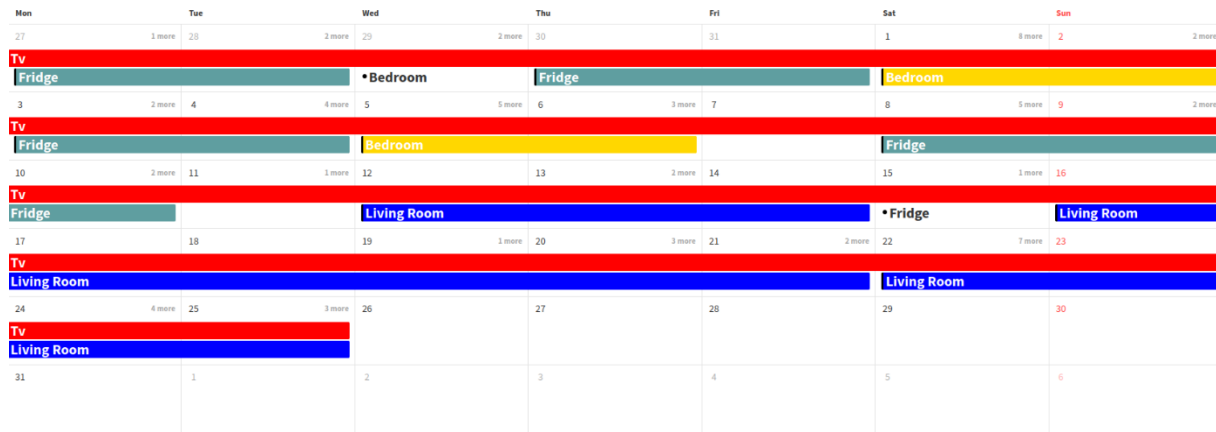 Mon Tue Wed Thu Fri Sat Sun
27 1 more 28 2 more 29 2 more 30 31 1 8 more 2 2 more
Tv
Fridge •Bedroom Fridge Bedroom
3 2 more 4 4 more 5 5 more 6 3 more 7 8 5 more 9 2 more
Tv
Fridge Bedroom Fridge
10 2 more 11 1 more 12 13 2 more 14 15 1 more 16
Tv
Fridge Living Room •Fridge Living Room
17 18 19 1 more 20 3 more 21 2 more 22 7 more 23
Tv
Living Room Living Room
24 4 more 25 3 more 26 27 28 29 30
Tv
Living Room
31 1 2 3 4 5 6